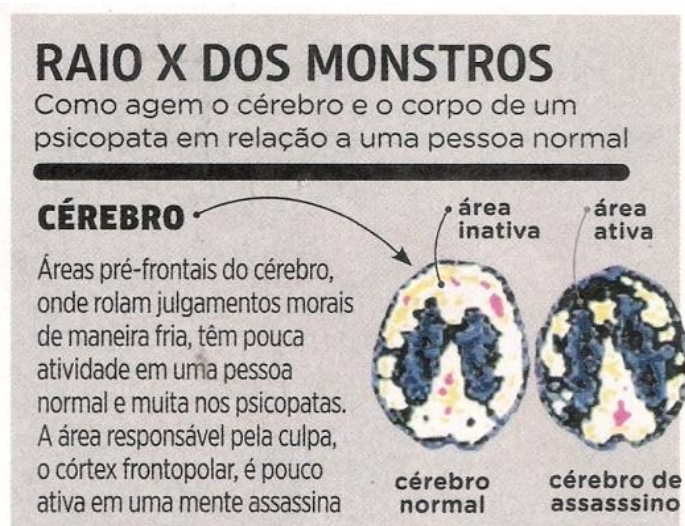 RAIO X DOS MONSTROS
Como agem o cérebro e o corpo de um
psicopata em relação a uma pessoa normal
CÉREBRO
Áreas pré-frontais do cérebro,
onde rolam julgamentos morais
de maneira fria, têm pouca
atividade em uma pessoa
normal e muita nos psicopatas.
A área responsável pela culpa,
o córtex frontopolar, é pouco
ativa em uma mente assassina
área
inativa
área
ativa
cérebro
normal
cérebro de
assasssino